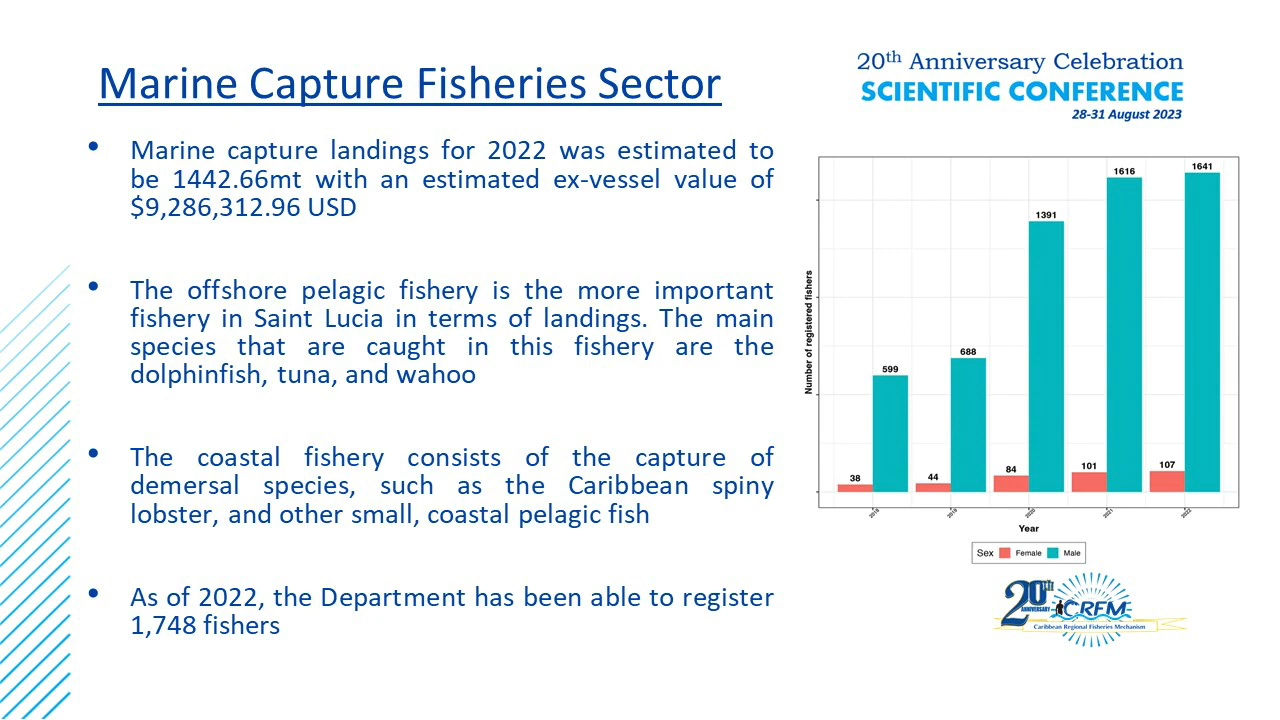 Marine Capture Fisheries Sector
20th Anniversary Celebration
SCIENTIFIC CONFERENCE
28-31 August 2023
• Marine capture landings for 2022 was estimated to
be 1442.66mt with an estimated ex-vessel value of
$9,286,312.96 USD
• The offshore pelagic fishery is the more important
fishery in Saint Lucia in terms of landings. The main
species that are caught in this fishery are the
dolphinfish, tuna, and wahoo
• The coastal fishery consists of the capture of
demersal species, such as the Caribbean spiny
lobster, and other small, coastal pelagic fish
• As of 2022, the Department has been able to register
1,748 fishers
Number of registered fishers
599
688
1391
1616
1641
38
44
84
101
107
2018
2019
2020
2021
2022
Year
Sex Female Male
20th
ANNIVERSARY
CRFM
Caribbean Regional Fisheries Mechanism